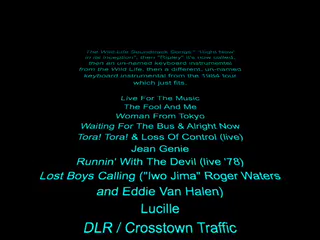 The Wild Life Soundtrack Songs," "Right Now
in its inception", then "Ripley" it's now called,
then an un-named keyboard instrumental
from the Wild Life, then a different, un-named
keyboard instrumental from the 1984 tour
which just fits.
Live For The Music
The Fool And Me
Woman From Tokyo
Waiting For The Bus & Alright Now
Tora! Tora! & Loss Of Control (live)
Jean Genie
Runnin' With The Devil (live '78)
Lost Boys Calling ("Iwo Jima" Roger Waters
and Eddie Van Halen)
Lucille
DLR / Crosstown Traffic